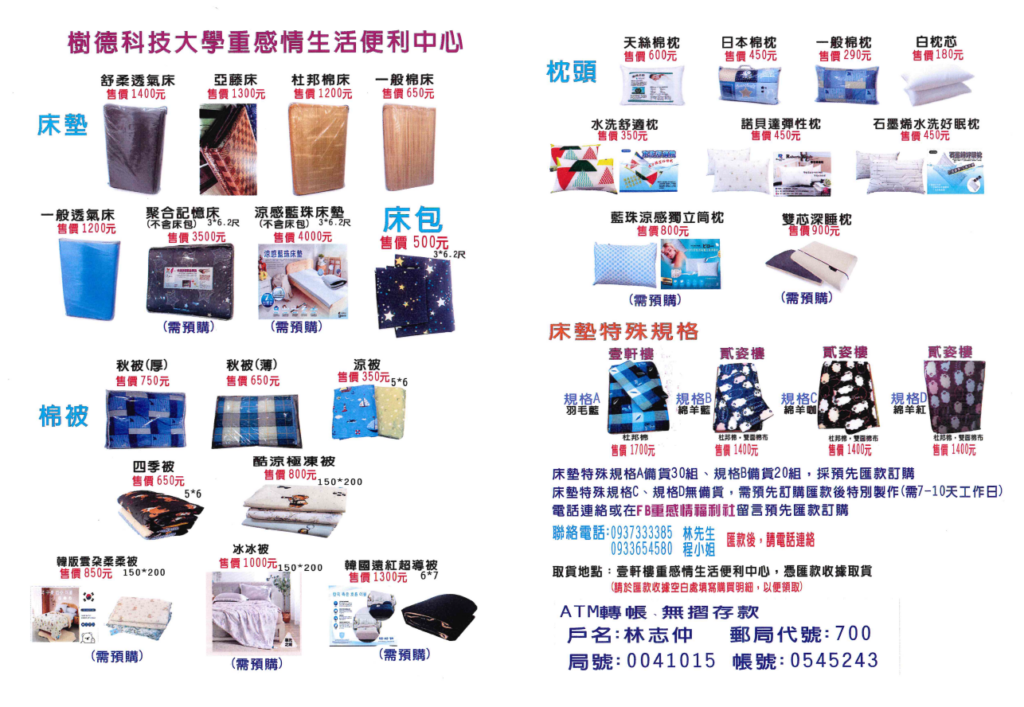 樹德科技大學重感情生活便利中心
床墊
舒柔透氣床
售價1400元
亞藤床
售價1300元
杜邦棉床
售價1200元
一般棉床
售價650元
一般透氣床
售價1200元
聚合記憶床
(不含床包) 3*6.2尺
售價3500元
(需預購)
涼感藍珠床墊
(不含床包) 3*6.2尺
售價4000元
涼感藍珠床墊
(需預購)
床包
售價500元
3*6.2尺
棉被
秋被(厚)
售價750元
秋被(薄)
售價650元
涼被
售價350元 5*6
四季被
售價650元
5*6
酷涼極凍被
售價800元 150*200
韓版雲朵柔柔被
售價850元 150*200
(需預購)
冰冰被
售價1000元 150*200
(需預購)
韓國遠紅超導被
售價1300元 6*7
(需預購)
枕頭
天絲棉枕
售價600元
日本棉枕
售價450元
一般棉枕
售價290元
白枕芯
售價180元
水洗舒適枕
售價350元
諾貝達彈性枕
售價450元
石墨烯水洗好眠枕
售價450元
藍珠涼感獨立筒枕
售價800元
(需預購)
雙芯深睡枕
售價900元
(需預購)
床墊特殊規格
壹軒樓
規格A
羽毛藍
杜邦棉
售價1700元
貳姿樓
規格B
綿羊藍
杜邦棉・雙面棉布
售價1400元
貳姿樓
規格C
綿羊咖
杜邦棉・雙面棉布
售價1400元
貳姿樓
規格D
綿羊紅
杜邦棉・雙面棉布
售價1400元
床墊特殊規格A備貨30組、規格B備貨20組，採預先匯款訂購
床墊特殊規格C、規格D無備貨，需預先訂購匯款後特別製作(需7-10天工作日)
電話連絡或在FB重感情福利社留言預先匯款訂購
聯絡電話:0937333385 林先生
0933654580 程小姐
匯款後，請電話連絡
取貨地點：壹軒樓重感情生活便利中心，憑匯款收據取貨
(請於匯款收據空白處填寫購買明細，以便領取)
ATM轉帳、無摺存款
戶名:林志仲 郵局代號:700
局號:0041015 帳號:0545243